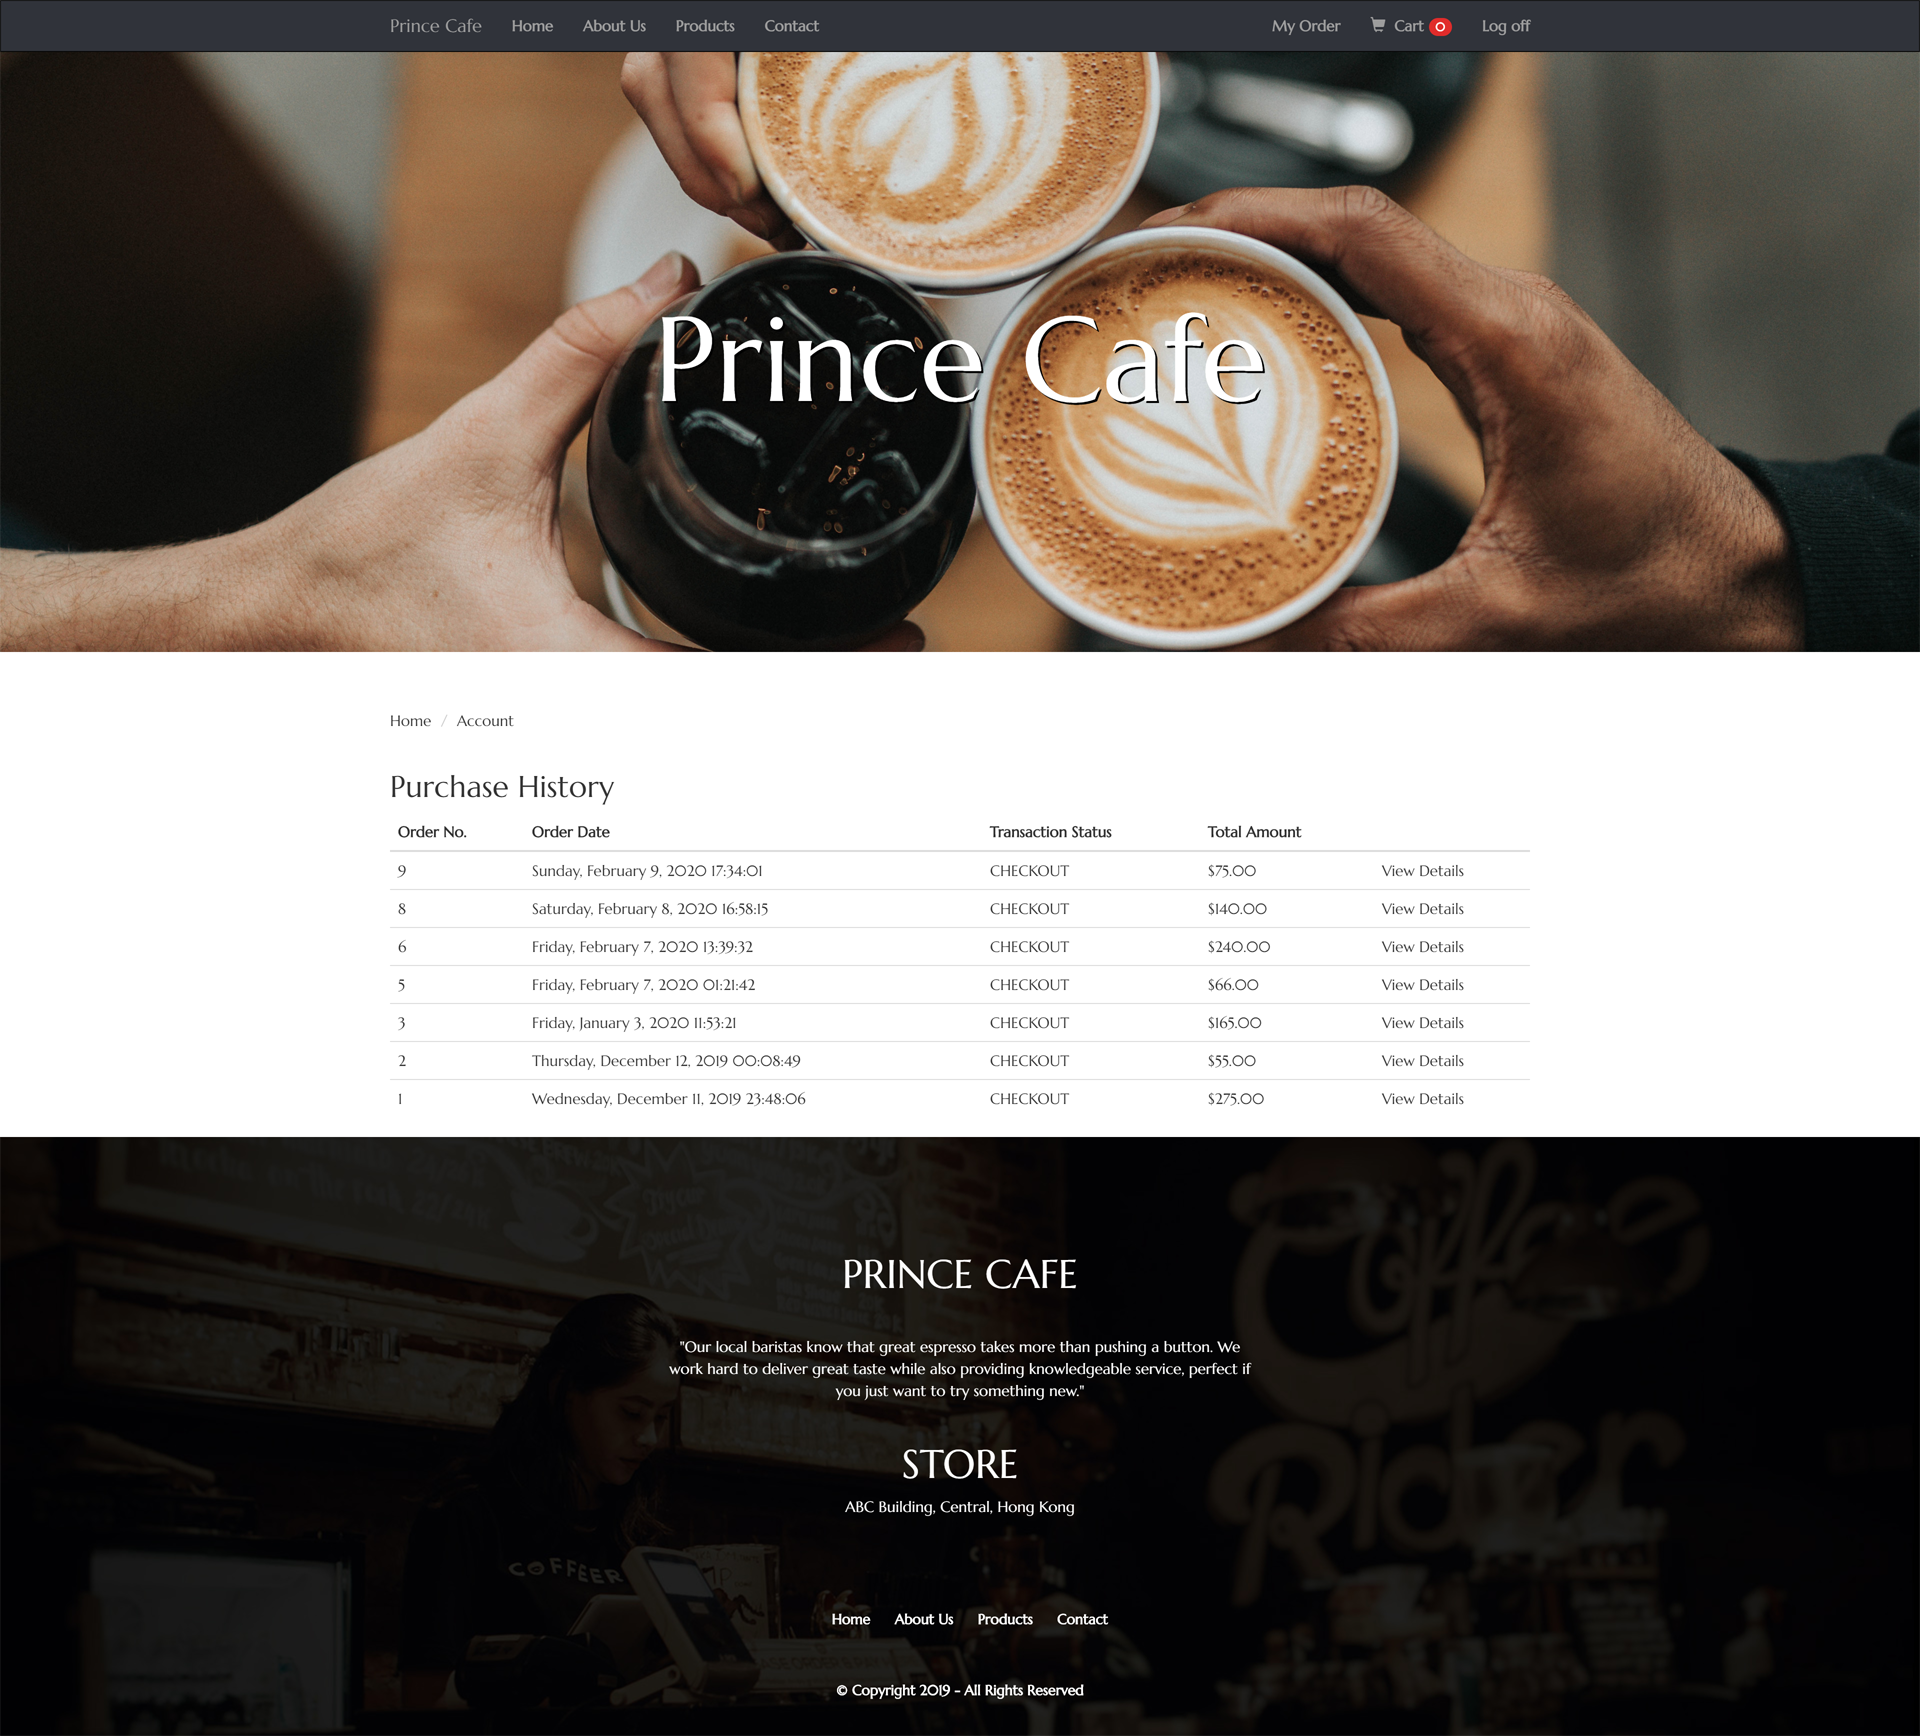 Prince Cafe Home About Us Products Contact My Order Cart 0 Log off
Prince Cafe
Home / Account
Purchase History
Order No. Order Date Transaction Status Total Amount
9 Sunday, February 9, 2020 17:34:01 CHECKOUT $75.00 View Details
8 Saturday, February 8, 2020 16:58:15 CHECKOUT $140.00 View Details
6 Friday, February 7, 2020 13:39:32 CHECKOUT $240.00 View Details
5 Friday, February 7, 2020 01:21:42 CHECKOUT $66.00 View Details
3 Friday, January 3, 2020 11:53:21 CHECKOUT $165.00 View Details
2 Thursday, December 12, 2019 00:08:49 CHECKOUT $55.00 View Details
1 Wednesday, December 11, 2019 23:48:06 CHECKOUT $275.00 View Details
PRINCE CAFE
"Our local baristas know that great espresso takes more than pushing a button. We
work hard to deliver great taste while also providing knowledgeable service, perfect if
you just want to try something new."
STORE
ABC Building, Central, Hong Kong
COFFEER
Rider
Home About Us Products Contact
© Copyright 2019 - All Rights Reserved